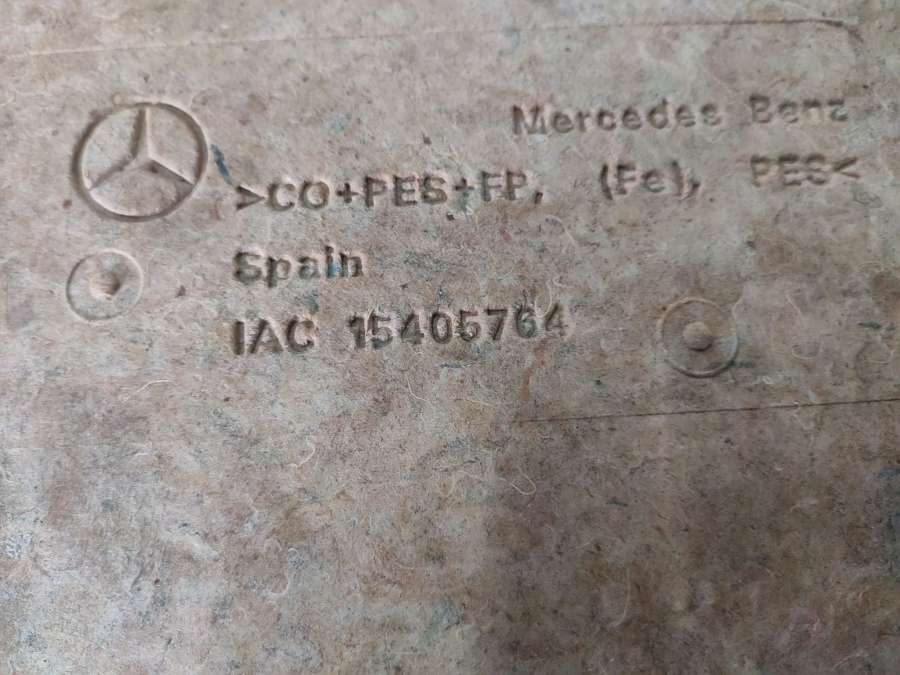 Mercedes Benz
>CO+PES+FP, (Fe), PES<
Spain
IAC 15405764